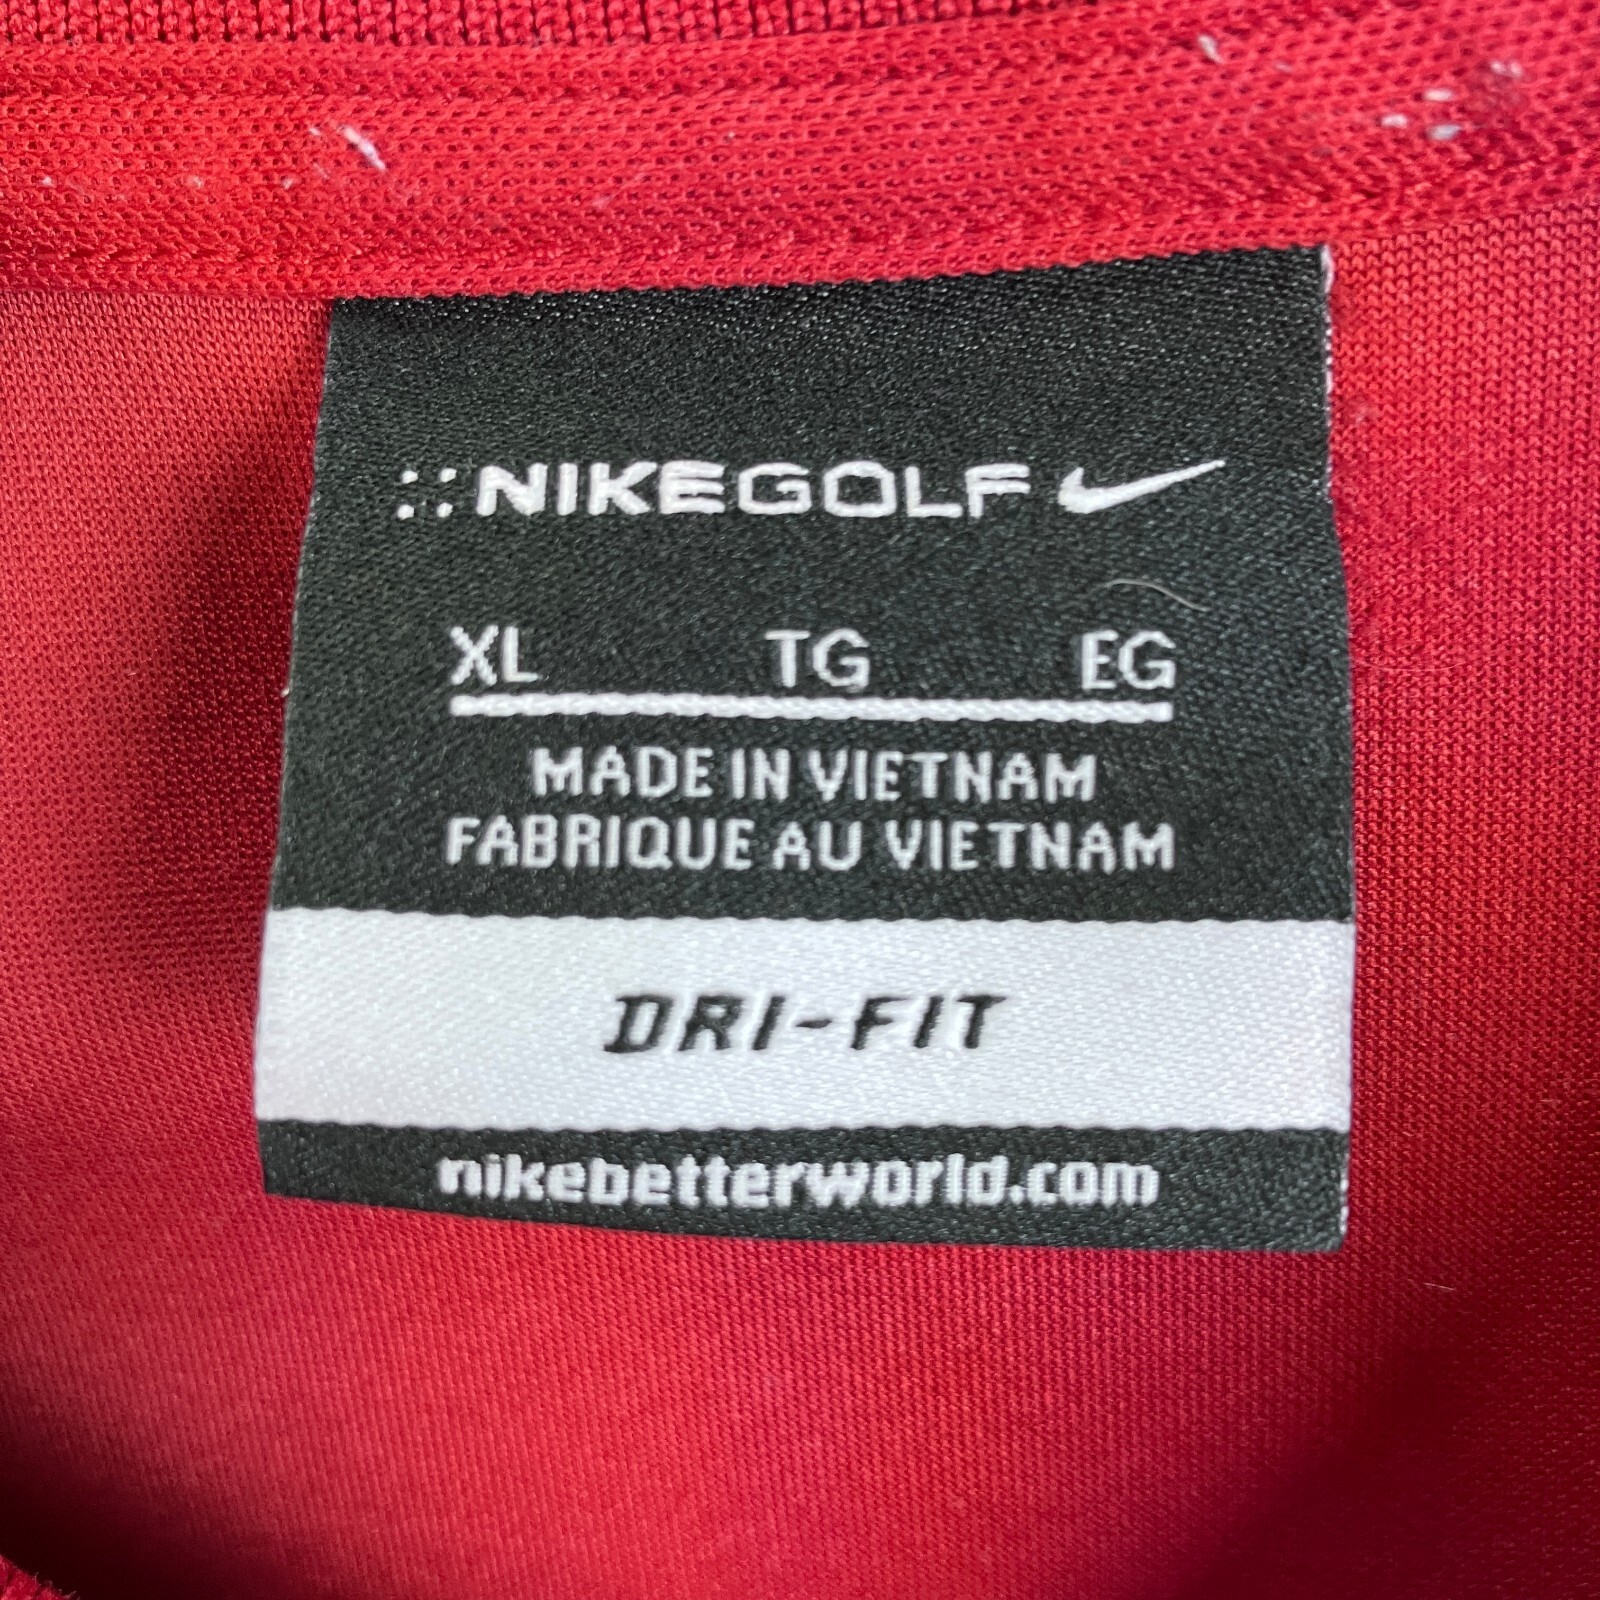 NIKEGOLF
XL TG EG
MADE IN VIETNAM
FABRIQUE AU VIETNAM
DRI-FIT
nikebetterworld.com